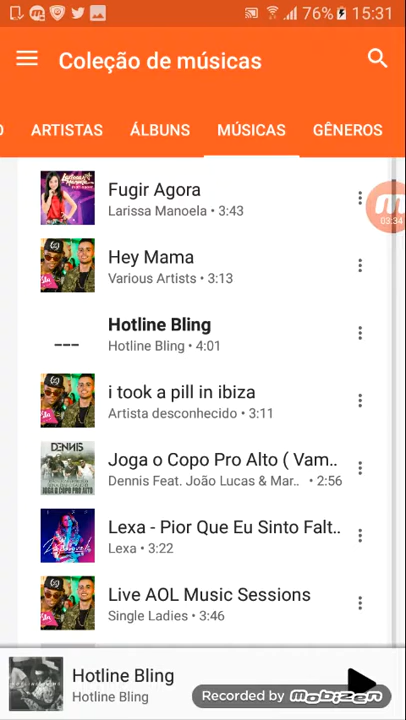 76% 15:31
Coleção de músicas
O ARTISTAS ÁLBUNS MÚSICAS GÊNEROS
Fugir Agora
Larissa Manoela • 3:43
03:34
Hey Mama
Various Artists • 3:13
Hotline Bling
Hotline Bling • 4:01
i took a pill in ibiza
Artista desconhecido • 3:11
DENNIS
Joga o Copo Pro Alto ( Vam..
Dennis Feat. João Lucas & Mar.. • 2:56
Lexa - Pior Que Eu Sinto Falt..
Lexa • 3:22
Live AOL Music Sessions
Single Ladies • 3:46
Hotline Bling
Hotline Bling
Recorded by mobizen